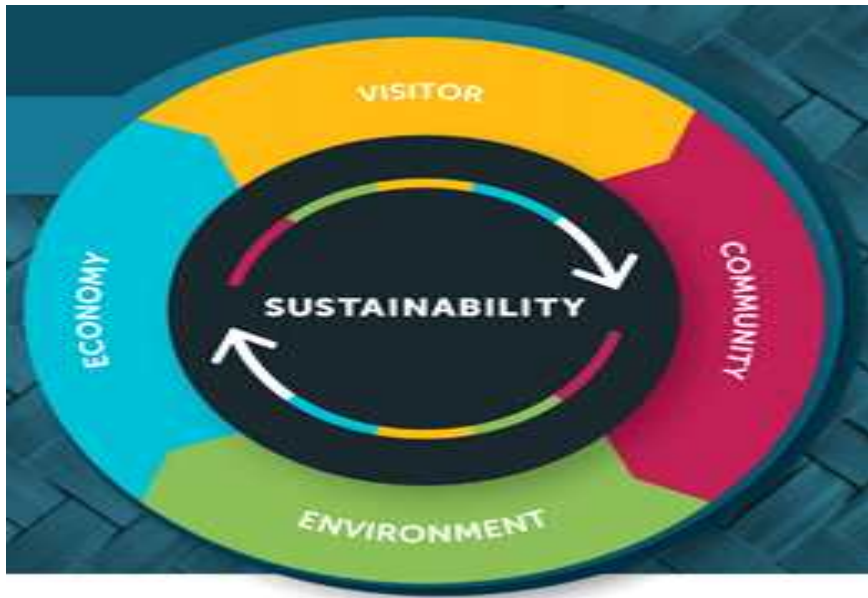 VISITOR
COMMUNITY
SUSTAINABILITY
ECONOMY
ENVIRONMENT